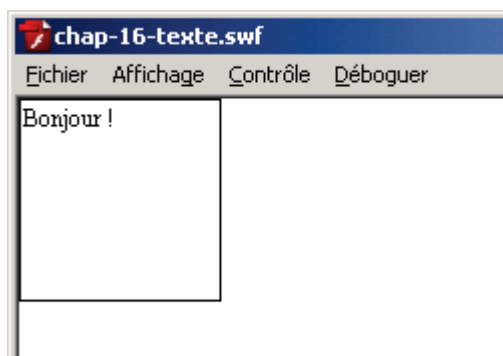 chap-16-texte.swf
Fichier Affichage Contrôle Déboguer
Bonjour !